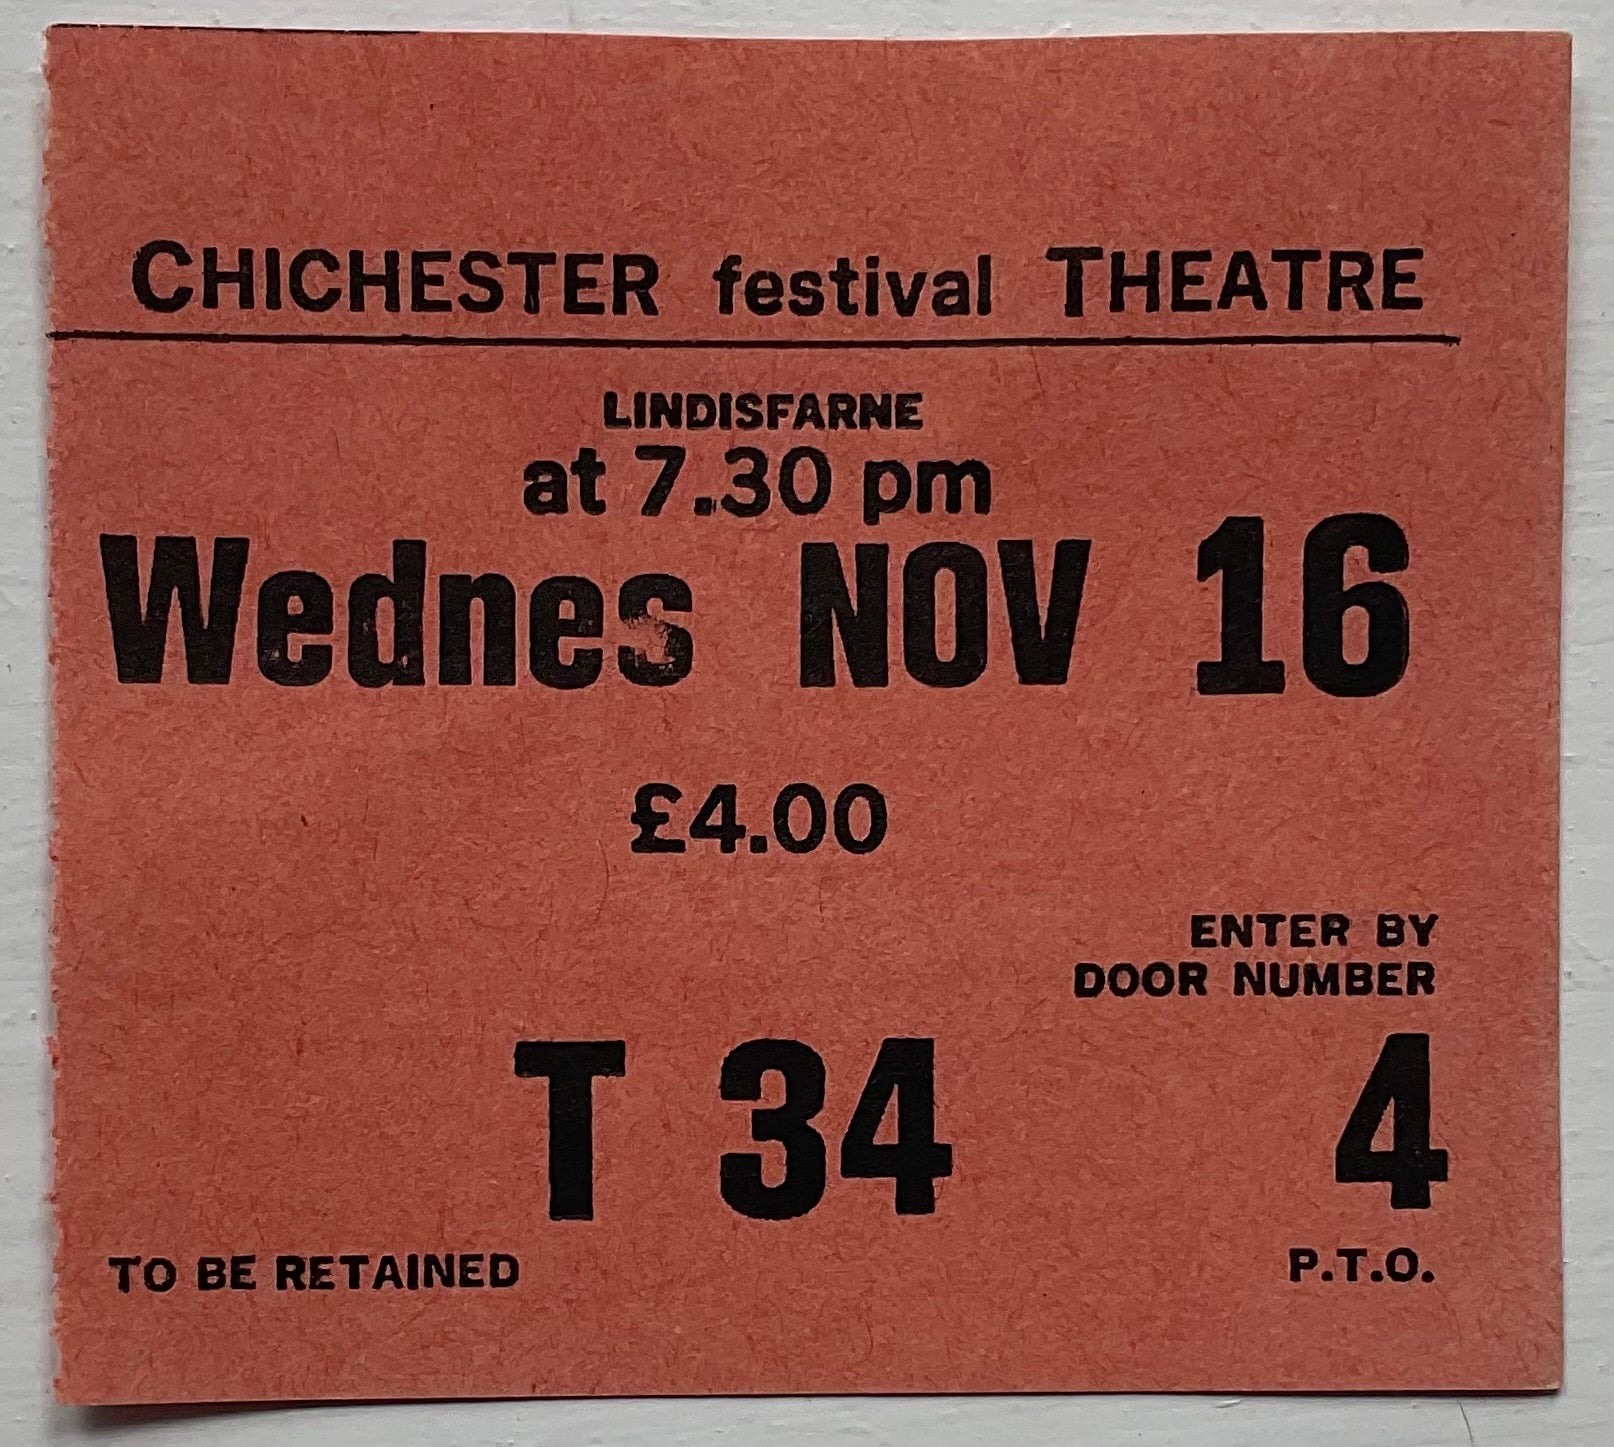 CHICHESTER festival THEATRE
LINDISFARNE
at 7.30 pm
Wednes NOV 16
£4.00
ENTER BY
DOOR NUMBER
T 34 4
TO BE RETAINED P.T.O.